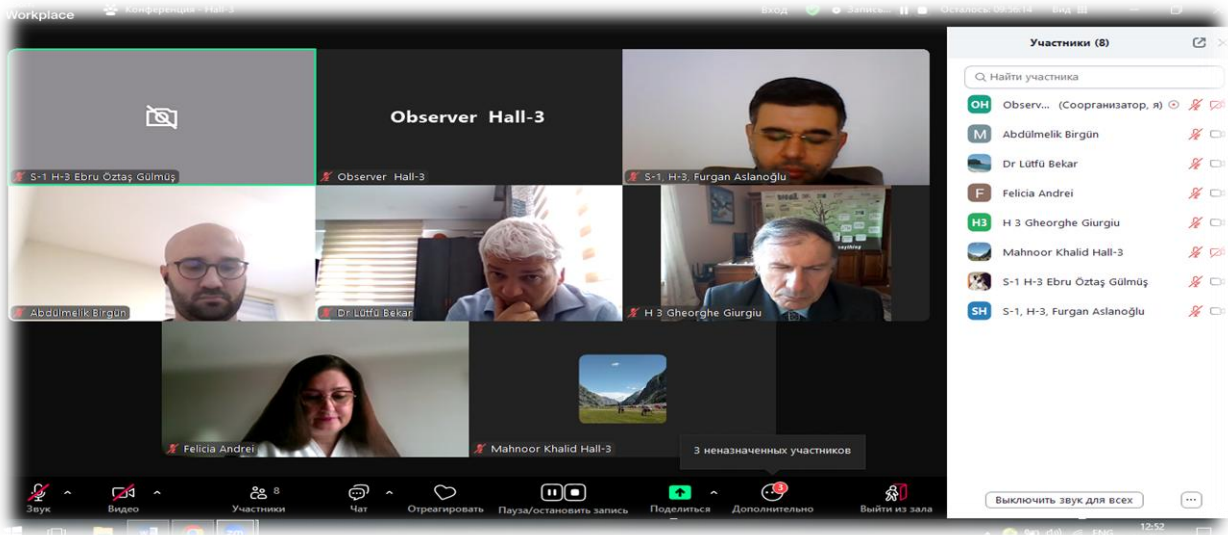 Workplace
Конференция - Hall-3
Вход
Запись...
Осталось: 09:56:14
Вид
S-1 H-3 Ebru Öztaş Gülmüş
Observer Hall-3
Observer Hall-3
S-1, H-3, Furgan Aslanoğlu
Abdülmelik Birgün
Dr Lütfü Bekar
H 3 Gheorghe Giurgiu
Felicia Andrei
Mahnoor Khalid Hall-3
3 неназначенных участников
Звук
Видео
8
Участники
Чат
Отреагировать
Пауза/остановить запись
Поделиться
3
Дополнительно
Выйти из зала
Участники (8)
Найти участника
OH Observ... (Соорганизатор, я)
M Abdülmelik Birgün
Dr Lütfü Bekar
F Felicia Andrei
H3 H 3 Gheorghe Giurgiu
Mahnoor Khalid Hall-3
S-1 H-3 Ebru Öztaş Gülmüş
SH S-1, H-3, Furgan Aslanoğlu
Выключить звук для всех
ENG
12:52